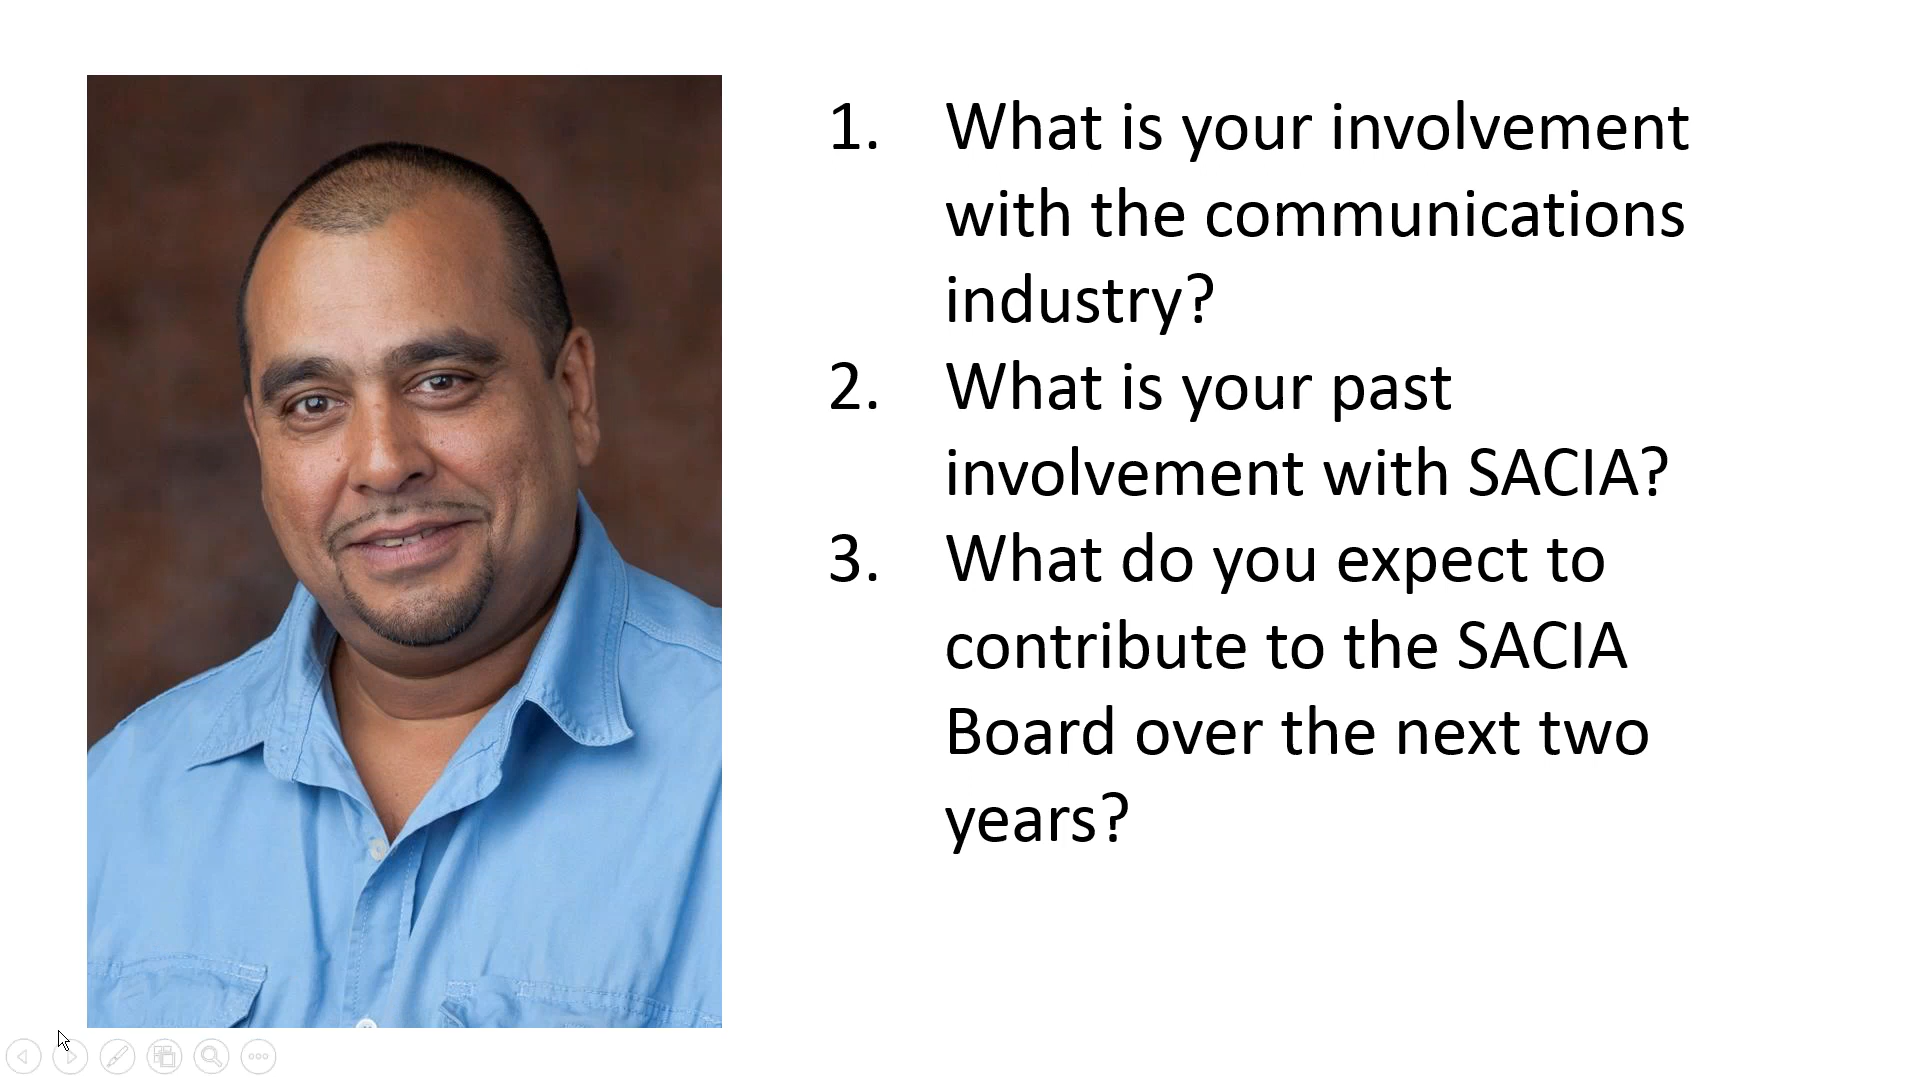 1. What is your involvement
with the communications
industry?
2. What is your past
involvement with SACIA?
3. What do you expect to
contribute to the SACIA
Board over the next two
years?